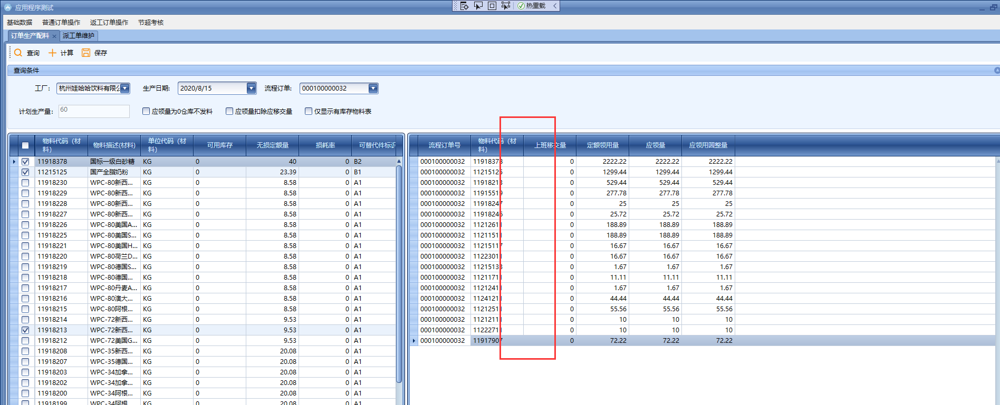 应用程序测试
热重载
基础数据 普通订单操作 返工订单操作 节超考核
订单生产配料 派工单维护
查询 计算 保存
查询条件
工厂: 杭州娃哈哈饮料有限 生产日期: 2020/8/15 流程订单: 000100000032
计划生产量: 60 应领量为0仓库不发料 应领量扣除应移交量 仅显示有库存物料表
物料代码（材料） 物料描述(材料) 单位代码（材料） 可用库存 无损定额量 损耗率 可替代件标识
11918378 国标一级白砂糖 KG 0 40 0 B2
11215125 国产全脂奶粉 KG 0 23.39 0 B1
11918230 WPC-80新西... KG 0 8.58 0 A1
11918229 WPC-80新西... KG 0 8.58 0 A1
11918228 WPC-80新西... KG 0 8.58 0 A1
11918227 WPC-80新西... KG 0 8.58 0 A1
11918226 WPC-80美国A... KG 0 8.58 0 A1
11918225 WPC-80美国S... KG 0 8.58 0 A1
11918221 WPC-80美国H... KG 0 8.58 0 A1
11918220 WPC-80荷兰D... KG 0 8.58 0 A1
11918219 WPC-80德国S... KG 0 8.58 0 A1
11918218 WPC-80德国... KG 0 8.58 0 A1
11918217 WPC-80丹麦A... KG 0 8.58 0 A1
11918216 WPC-80澳大... KG 0 8.58 0 A1
11918215 WPC-80阿根... KG 0 8.58 0 A1
11918214 WPC-72新西... KG 0 9.53 0 A1
11918213 WPC-72新西... KG 0 9.53 0 A1
11918212 WPC-72美国G... KG 0 9.53 0 A1
11918208 WPC-35新西... KG 0 20.08 0 A1
11918207 WPC-35德国... KG 0 20.08 0 A1
11918203 WPC-34加拿... KG 0 20.08 0 A1
11918202 WPC-34加拿... KG 0 20.08 0 A1
11918200 WPC-34阿根... KG 0 20.08 0 A1
11918199 WPC-34阿根 KG 0 20.08 0 A1
流程订单号 物料代码（材料） 上班移交量 定额领用量 应领量 应领用圆整量
000100000032 11918378 0 2222.22 2222.22 2222.22
000100000032 11215125 0 1299.44 1299.44 1299.44
000100000032 11918213 0 529.44 529.44 529.44
000100000032 11915519 0 277.78 277.78 277.78
000100000032 11918247 0 25 25 25
000100000032 11918246 0 25.72 25.72 25.72
000100000032 11212611 0 188.89 188.89 188.89
000100000032 11211511 0 188.89 188.89 188.89
000100000032 11215117 0 16.67 16.67 16.67
000100000032 11223011 0 16.67 16.67 16.67
000100000032 11215133 0 1.67 1.67 1.67
000100000032 11211711 0 11.11 11.11 11.11
000100000032 11212411 0 1.67 1.67 1.67
000100000032 11241211 0 44.44 44.44 44.44
000100000032 11212511 0 55.56 55.56 55.56
000100000032 11212111 0 10 10 10
000100000032 11222711 0 10 10 10
000100000032 11917907 0 72.22 72.22 72.22